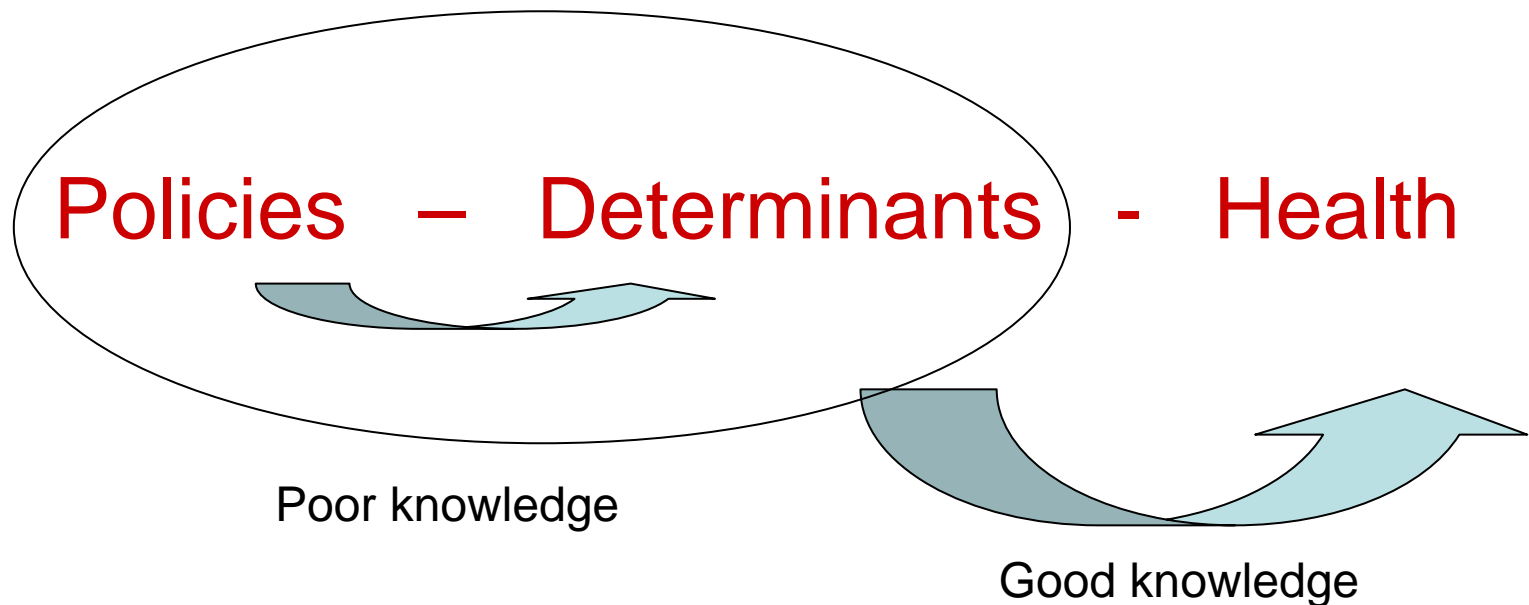 Policies – Determinants - Health
Poor knowledge
Good knowledge